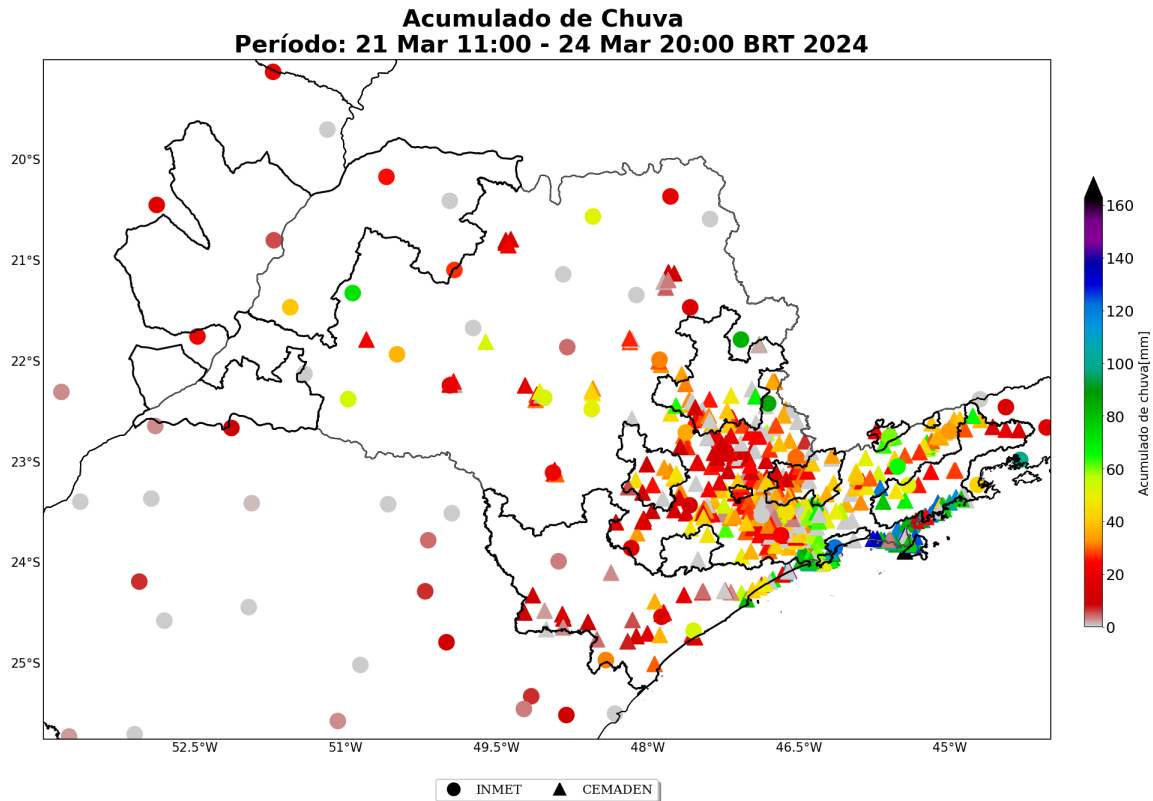 Acumulado de Chuva
Período: 21 Mar 11:00 - 24 Mar 20:00 BRT 2024
20°S
21°S
22°S
23°S
24°S
25°S
52.5°W
51°W
49.5°W
48°W
46.5°W
45°W
160
140
120
100
80
60
40
20
0
Acumulado de chuva[mm]
INMET
CEMADEN